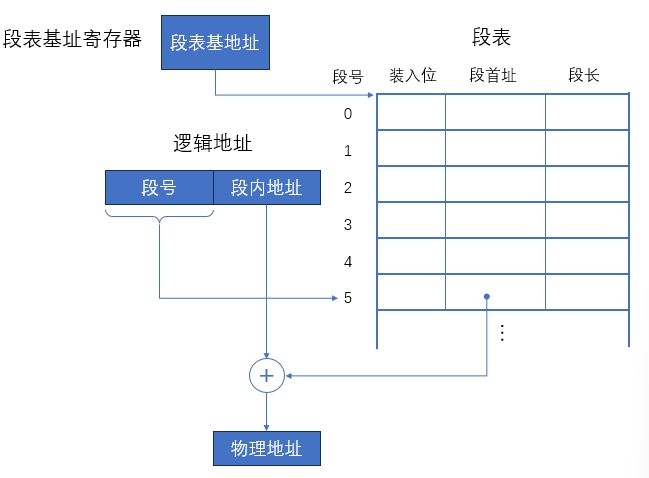 段表基址寄存器
段表基地址
段表
段号
装入位
段首址
段长
0
逻辑地址
1
段号
段内地址
2
3
4
5
⋮
+
物理地址